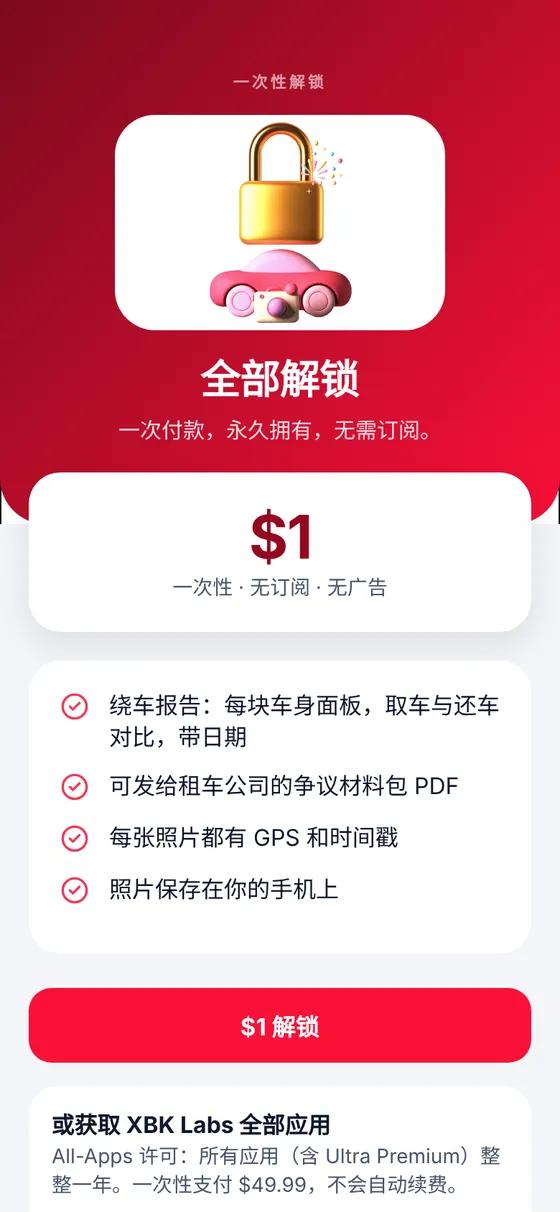 一次性解锁
全部解锁
一次付款，永久拥有，无需订阅。
$1
一次性 · 无订阅 · 无广告
绕车报告：每块车身面板，取车与还车
对比，带日期
可发给租车公司的争议材料包 PDF
每张照片都有 GPS 和时间戳
照片保存在你的手机上
$1 解锁
或获取 XBK Labs 全部应用
All-Apps 许可：所有应用（含 Ultra Premium）整
整一年。一次性支付 $49.99，不会自动续费。